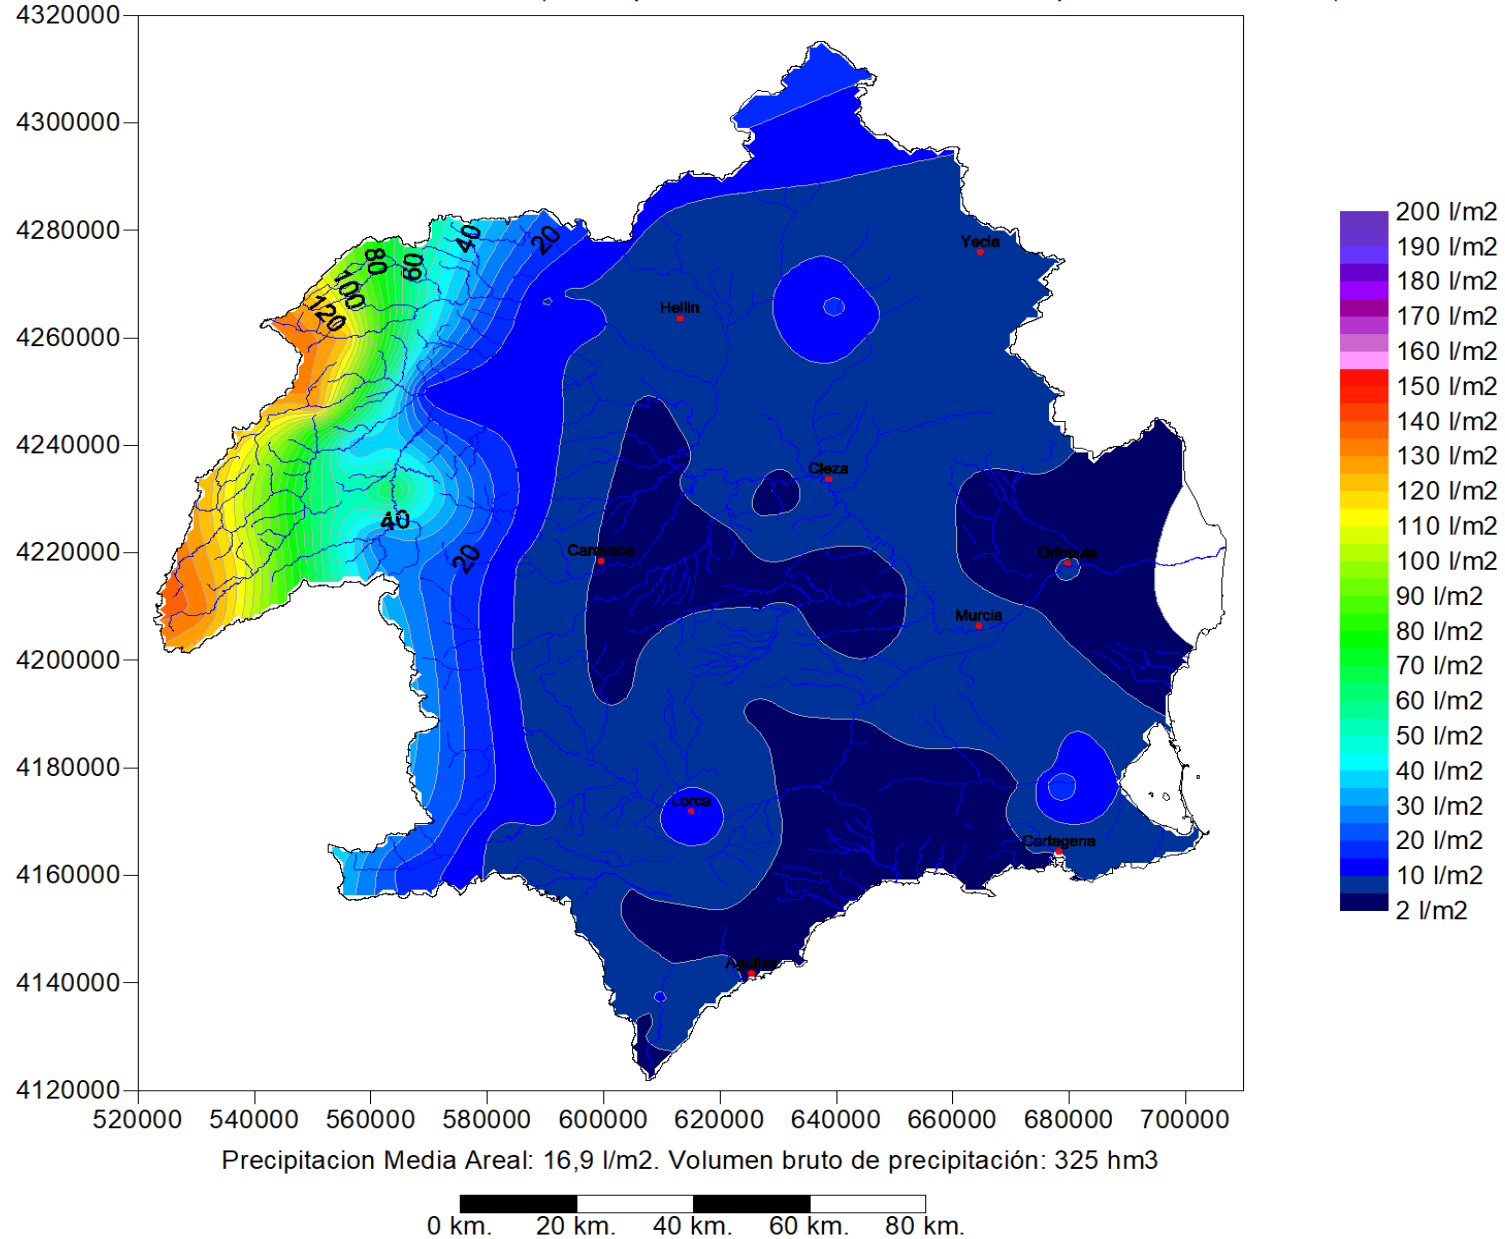 4320000
4300000
4280000
4260000
4240000
4220000
4200000
4180000
4160000
4140000
4120000
520000 540000 560000 580000 600000 620000 640000 660000 680000 700000
120
100
80
60
40
20
40
20
Yecla
Hellin
Cieza
Caravaca
Orihuela
Murcia
Lorca
Cartagena
Aguilas
200 l/m2
190 l/m2
180 l/m2
170 l/m2
160 l/m2
150 l/m2
140 l/m2
130 l/m2
120 l/m2
110 l/m2
100 l/m2
90 l/m2
80 l/m2
70 l/m2
60 l/m2
50 l/m2
40 l/m2
30 l/m2
20 l/m2
10 l/m2
2 l/m2
Precipitacion Media Areal: 16,9 l/m2. Volumen bruto de precipitación: 325 hm3
0 km. 20 km. 40 km. 60 km. 80 km.